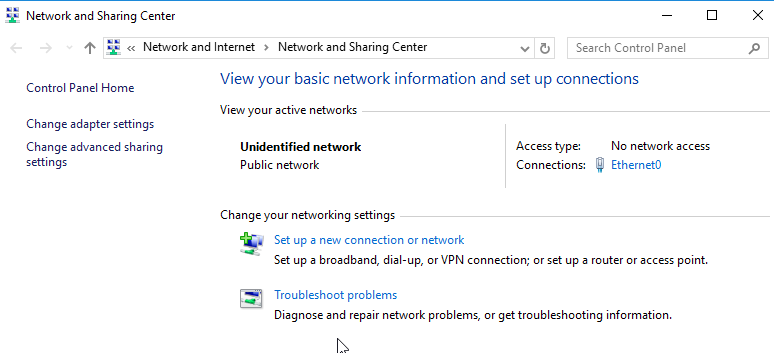 Network and Sharing Center
« Network and Internet > Network and Sharing Center
Search Control Panel
Control Panel Home
Change adapter settings
Change advanced sharing
settings
View your basic network information and set up connections
View your active networks
Unidentified network
Public network
Access type: No network access
Connections: Ethernet0
Change your networking settings
Set up a new connection or network
Set up a broadband, dial-up, or VPN connection; or set up a router or access point.
Troubleshoot problems
Diagnose and repair network problems, or get troubleshooting information.